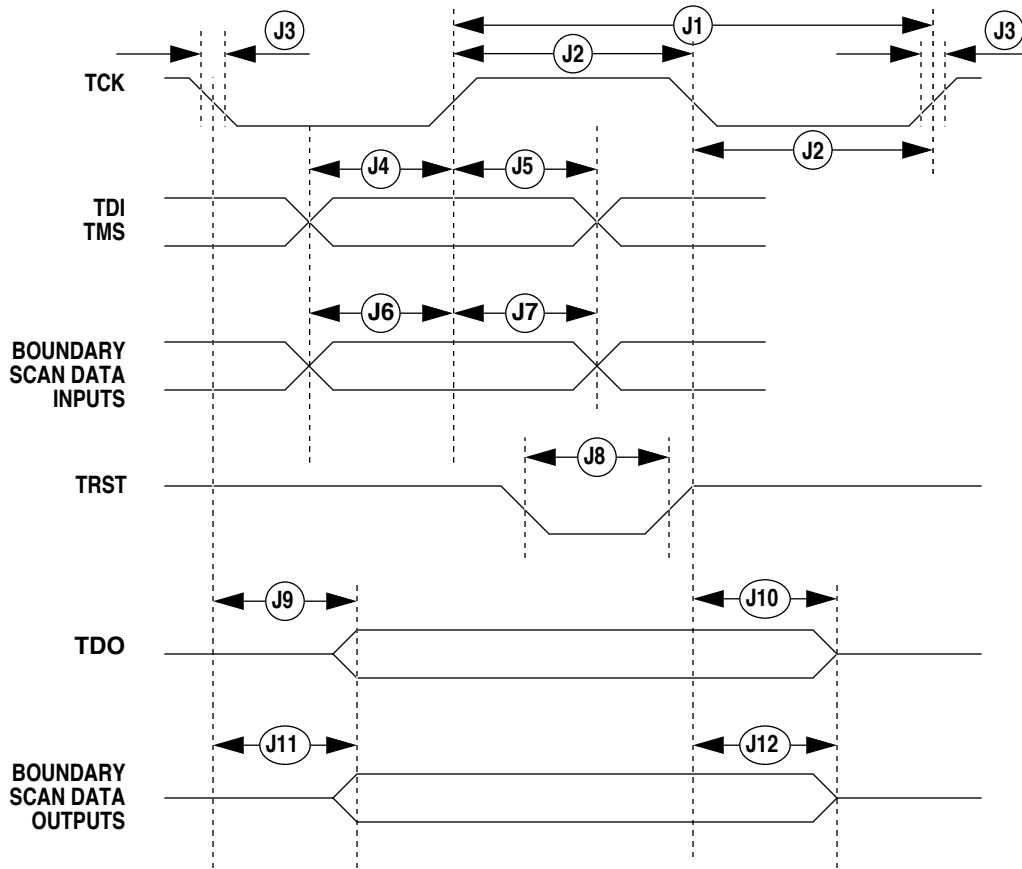 J1
J3
J3
J2
TCK
J2
J4
J5
TDI
TMS
J6
J7
BOUNDARY
SCAN DATA
INPUTS
J8
TRST
J9
J10
TDO
J11
J12
BOUNDARY
SCAN DATA
OUTPUTS